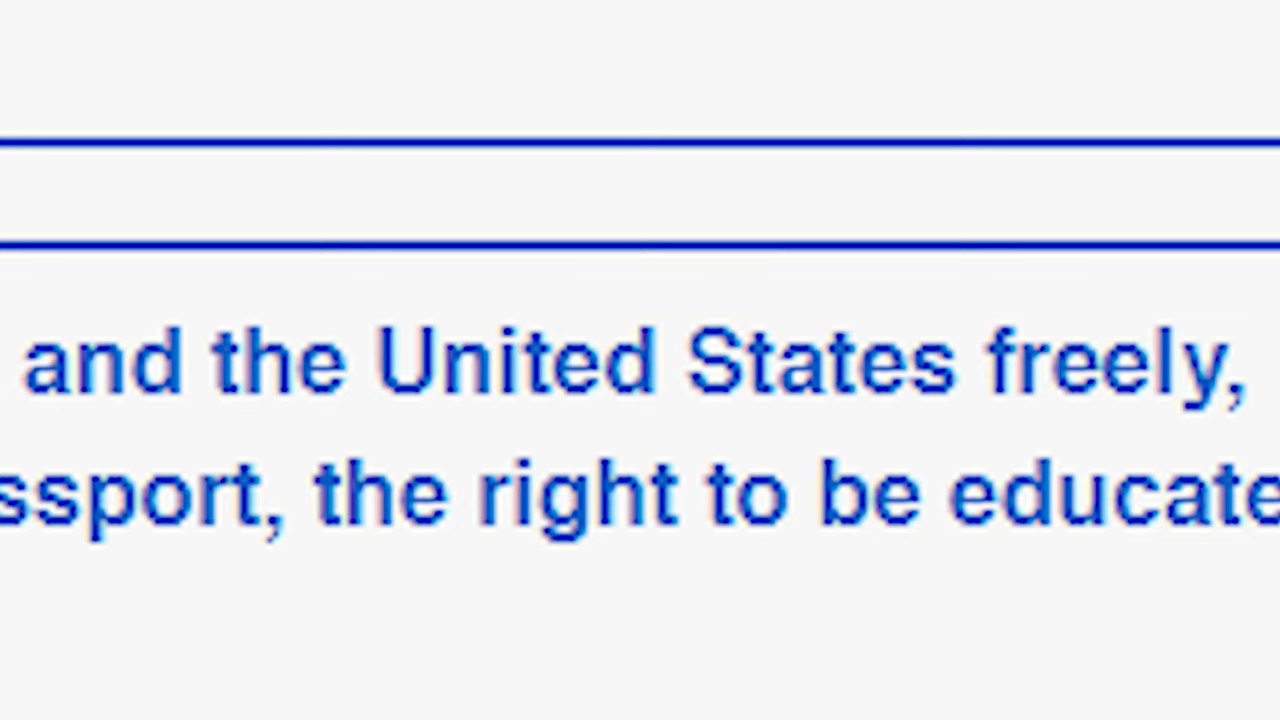 and the United States freely,
ssport, the right to be educate